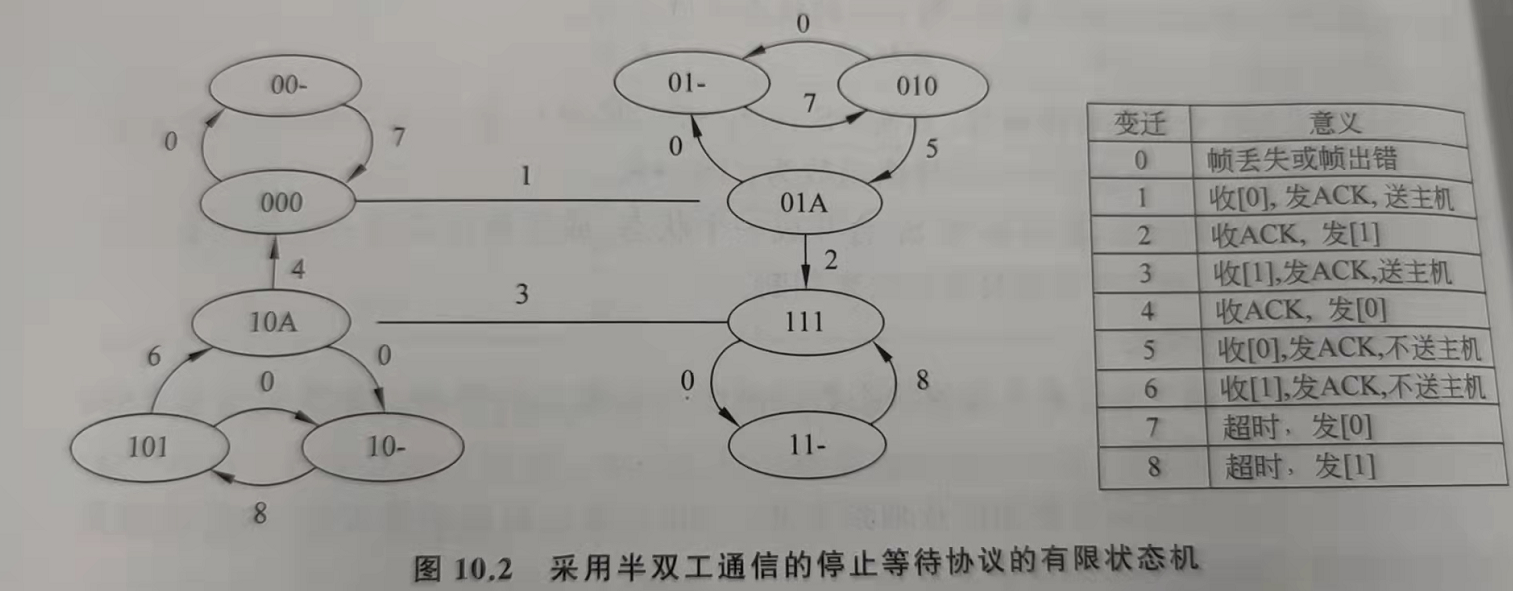 0
00-
01-
010
7
0
7
0
5
1
000
01A
4
2
3
10A
111
6
0
0
0
8
101
10-
11-
8
变迁 意义
0 帧丢失或帧出错
1 收[0], 发ACK, 送主机
2 收ACK, 发[1]
3 收[1],发ACK,送主机
4 收ACK, 发[0]
5 收[0],发ACK,不送主机
6 收[1],发ACK,不送主机
7 超时, 发[0]
8 超时, 发[1]
图 10.2 采用半双工通信的停止等待协议的有限状态机